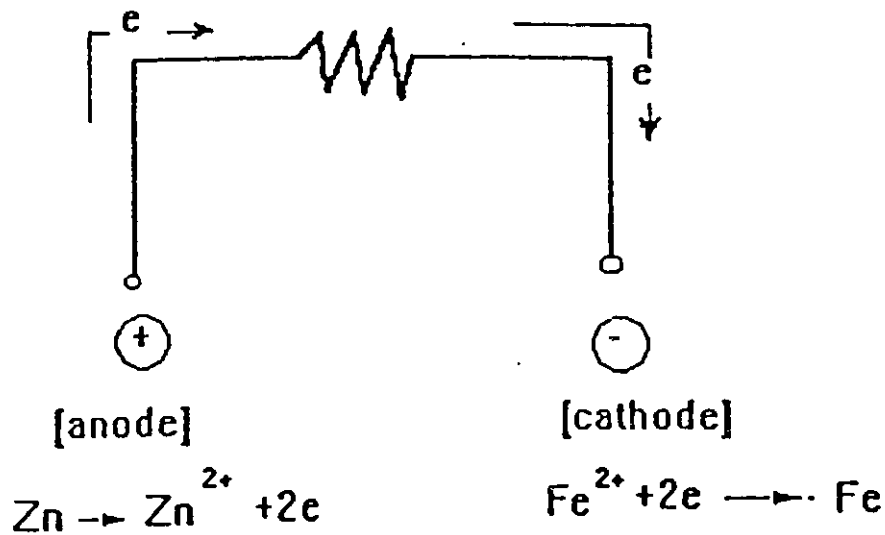 e →
e
+
-
[anode]
[cathode]
Zn → Zn²⁺ +2e
Fe²⁺+2e → Fe